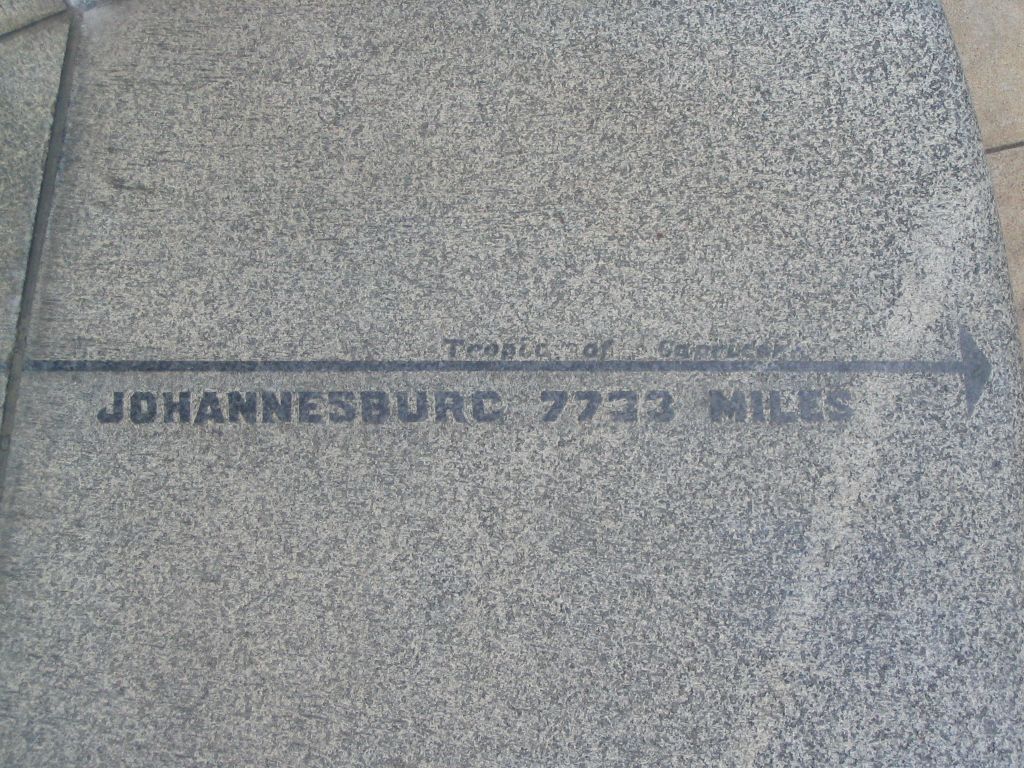 Tropic of Capricorn
JOHANNESBURG 7733 MILES